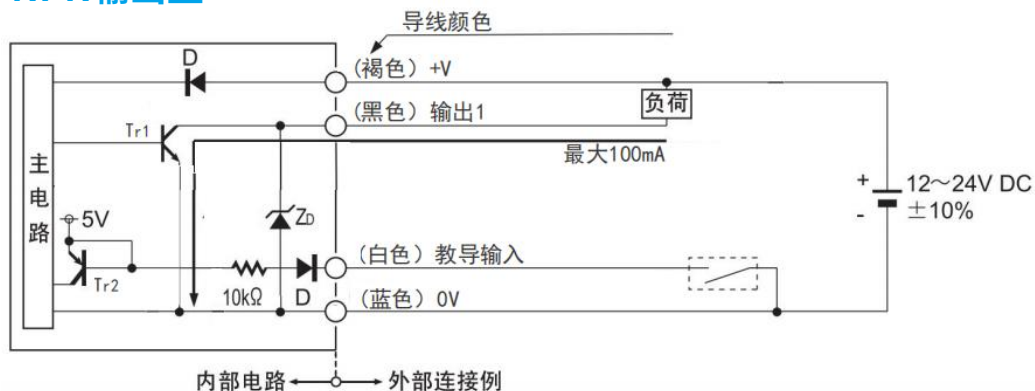 导线颜色
D
(褐色) +V
(黑色) 输出1
负荷
Tr1
最大100mA
主电路
+ 12～24V DC
- ±10%
5V
ZD
(白色) 教导输入
Tr2
10kΩ
D
(蓝色) 0V
内部电路
外部连接例